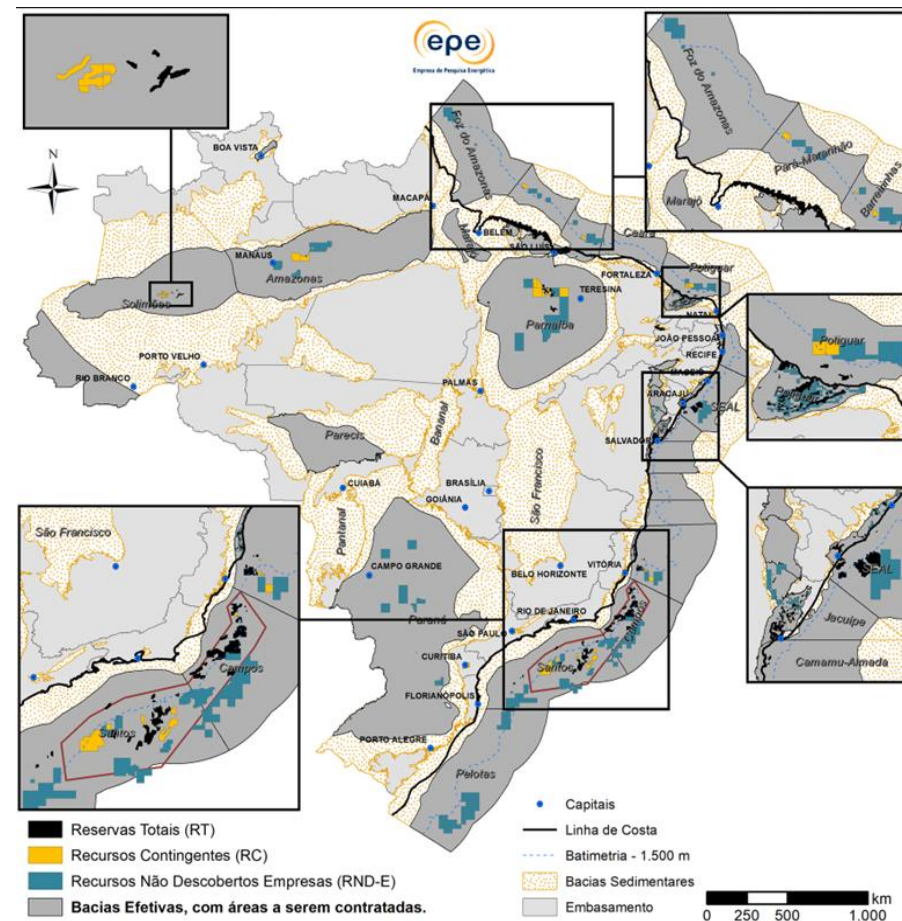 epe
Empresa de Pesquisa Energética
N
BOA VISTA
MACAPÁ
Foz do Amazonas
Marajó
BELÉM
SÃO LUÍS
Ceará
Foz do Amazonas
Pará-Maranhão
Barreirinhas
Marajó
MANAUS
Amazonas
Solimões
FORTALEZA
Potiguar
TERESINA
NATAL
Parnaíba
JOÃO PESSOA
RECIFE
MACEIÓ
ARACAJU
SEAL
SALVADOR
Potiguar
Potiguar
PORTO VELHO
RIO BRANCO
PALMAS
Bananal
Parecis
CUIABÁ
BRASÍLIA
GOIÂNIA
São Francisco
Pantanal
CAMPO GRANDE
Paraná
BELO HORIZONTE
VITÓRIA
RIO DE JANEIRO
SÃO PAULO
Campos
Santos
CURITIBA
FLORIANÓPOLIS
PORTO ALEGRE
Pelotas
SEAL
Jacuípe
Camamu-Almada
São Francisco
Campos
Santos
Reservas Totais (RT)
Recursos Contingentes (RC)
Recursos Não Descobertos Empresas (RND-E)
Bacias Efetivas, com áreas a serem contratadas.
Capitais
Linha de Costa
Batimetria - 1.500 m
Bacias Sedimentares
Embasamento
km
0 250 500 1.000